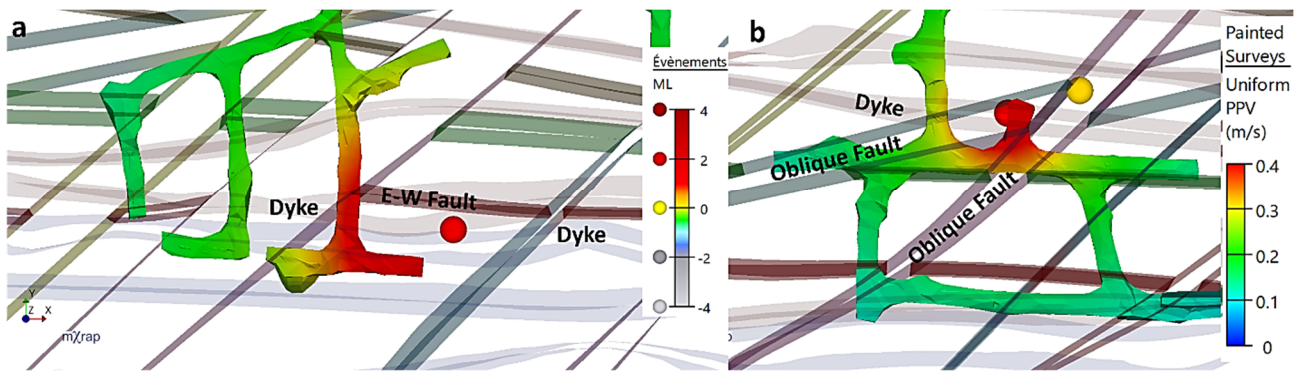 a
Dyke
E-W Fault
Dyke
Y
Z
X
mχrap
Évènements
ML
4
2
0
-2
-4
b
Dyke
Oblique Fault
Oblique Fault
Painted
Surveys
Uniform
PPV
(m/s)
0.4
0.3
0.2
0.1
0